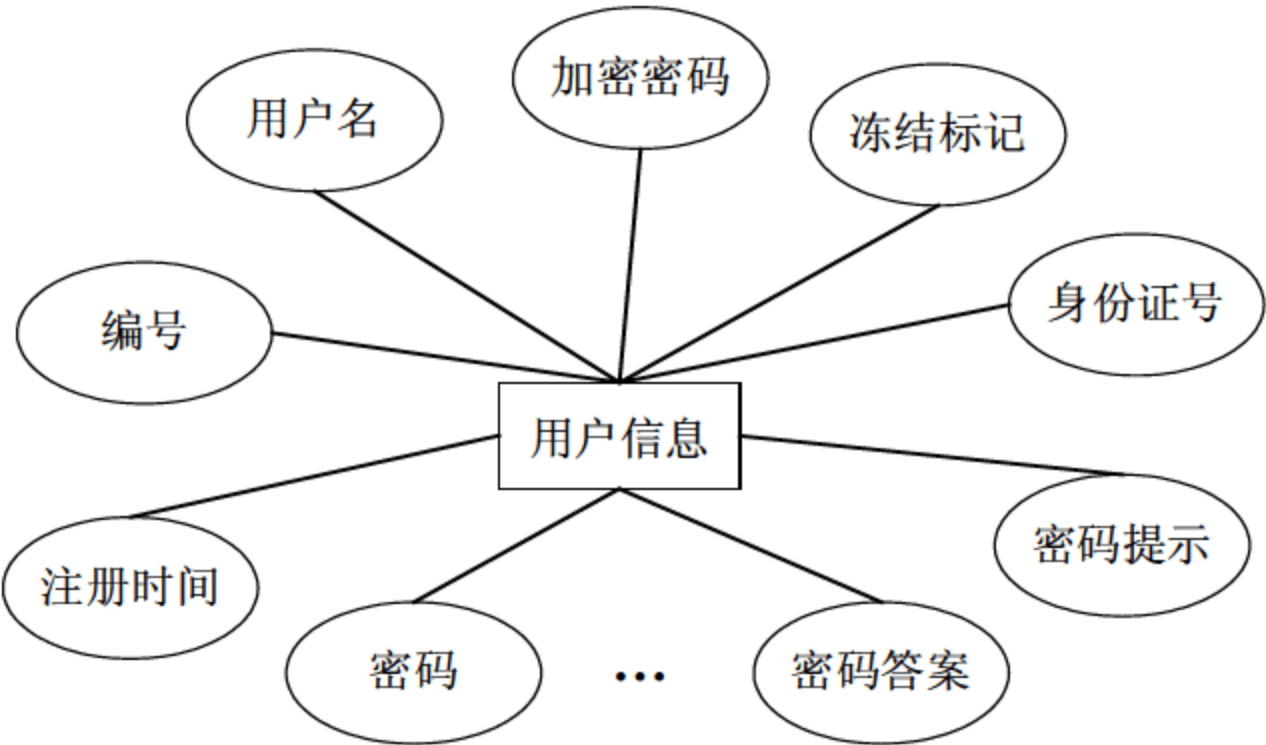 加密密码
用户名
冻结标记
身份证号
编号
用户信息
密码提示
注册时间
密码
...
密码答案